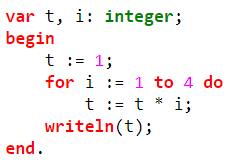 var t, i: integer;
begin
    t := 1;
    for i := 1 to 4 do
        t := t * i;
    writeln(t);
end.